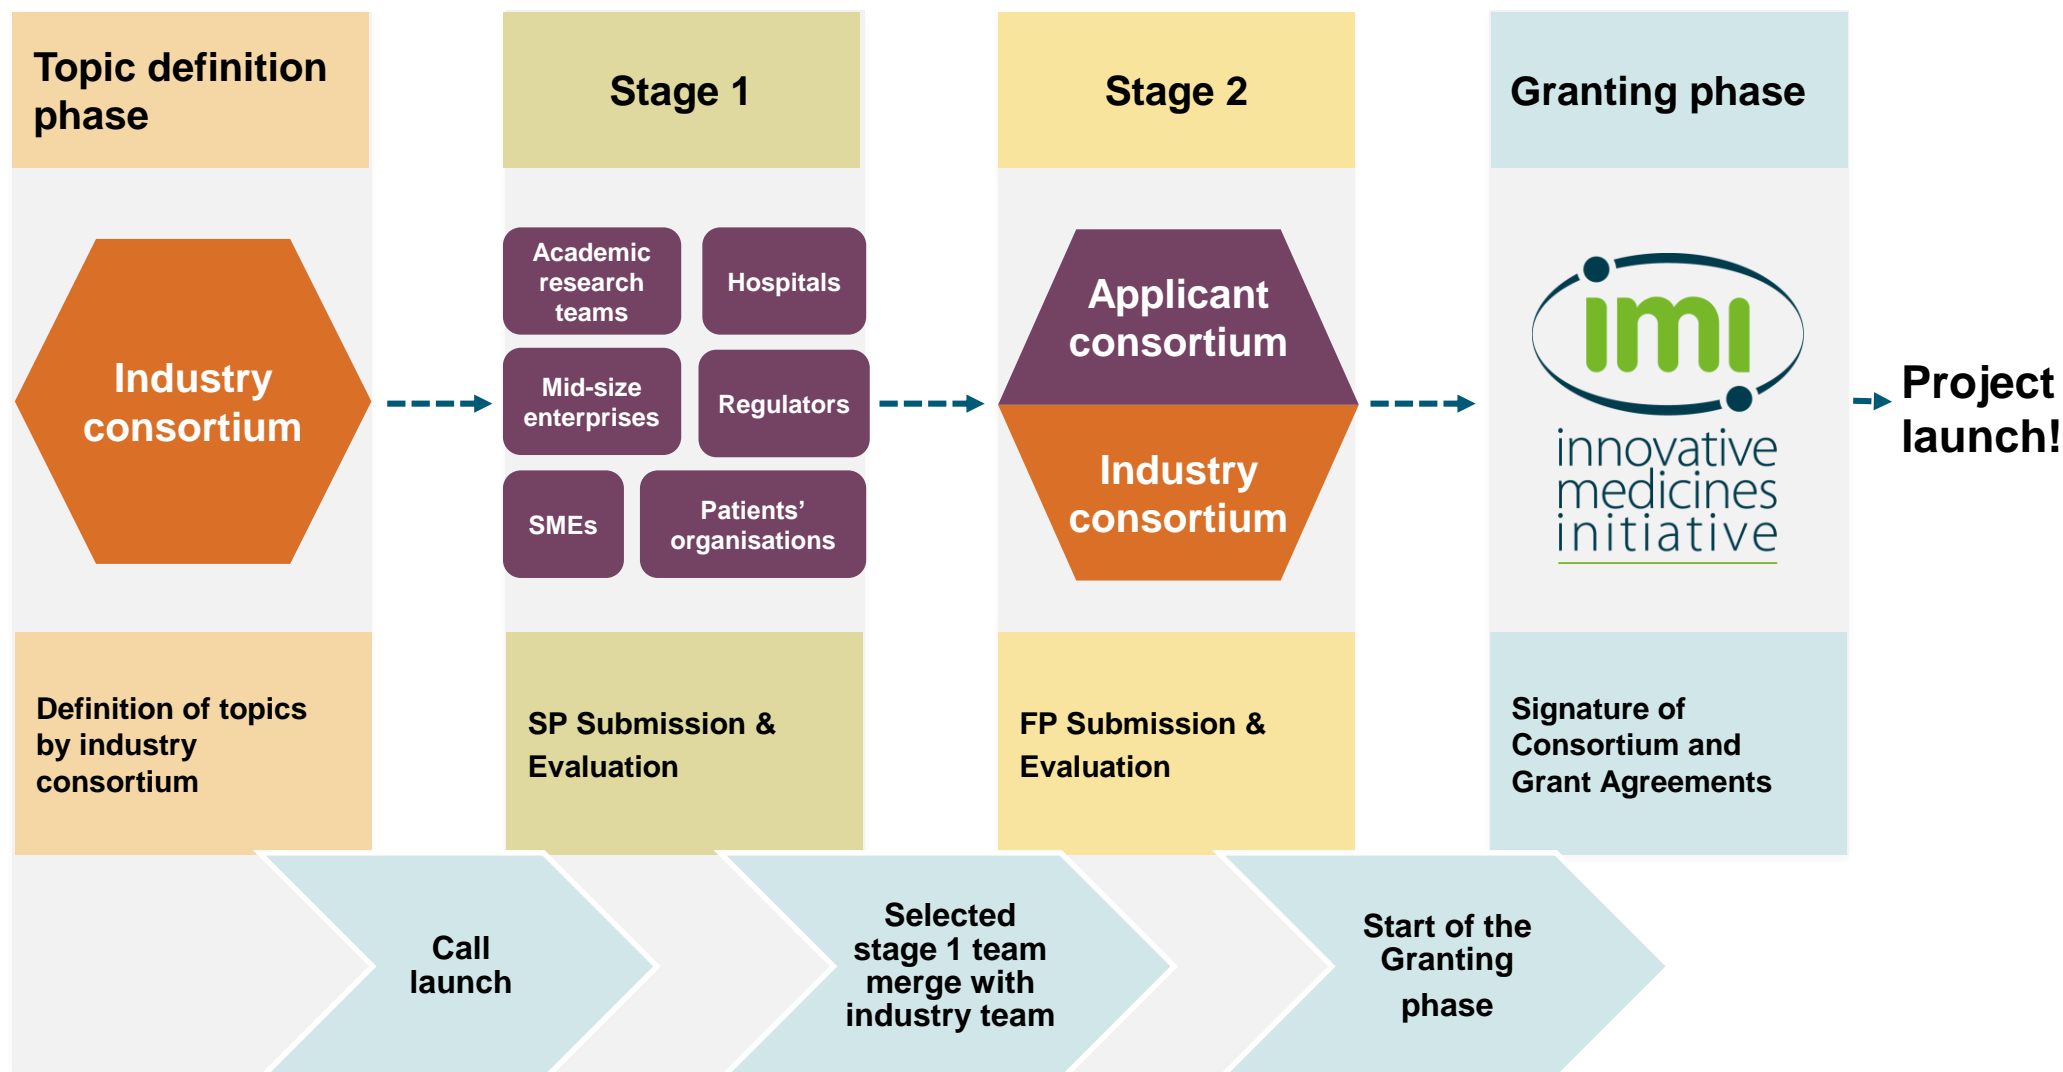 Topic definition
phase
Stage 1
Stage 2
Granting phase
Industry
consortium
Academic
research
teams
Hospitals
Mid-size
enterprises
Regulators
SMEs
Patients’
organisations
Applicant
consortium
Industry
consortium
imi
innovative
medicines
initiative
Project
launch!
Definition of topics
by industry
consortium
SP Submission &
Evaluation
FP Submission &
Evaluation
Signature of
Consortium and
Grant Agreements
Call
launch
Selected
stage 1 team
merge with
industry team
Start of the
Granting
phase